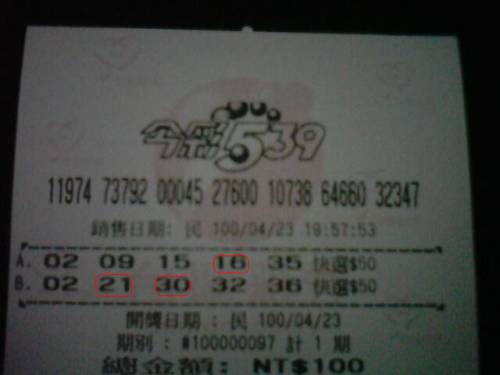 今彩539
11974 73792 00045 27600 10738 64660 32347
銷售日期: 民 100/04/23 19:57:53
A. 02 09 15 16 35 快選$50
B. 02 21 30 32 36 快選$50
開獎日期 : 民 100/04/23
期別 : #100000097 計 1 期
總金額: NT$100